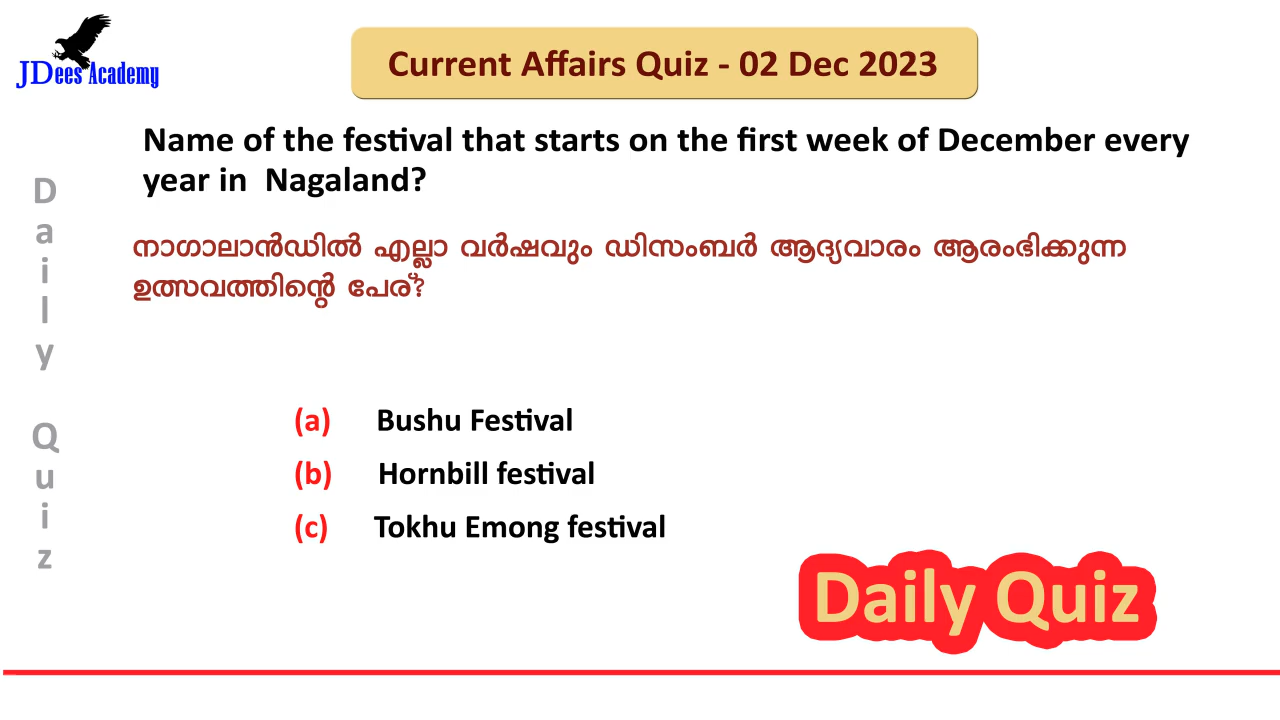 JDees Academy
Current Affairs Quiz - 02 Dec 2023
Name of the festival that starts on the first week of December every
year in Nagaland?
നാഗാലാൻഡിൽ എല്ലാ വർഷവും ഡിസംബർ ആദ്യവാരം ആരംഭിക്കുന്ന
ഉത്സവത്തിന്റെ പേര്?
Daily Quiz
(a) Bushu Festival
(b) Hornbill festival
(c) Tokhu Emong festival
Daily Quiz